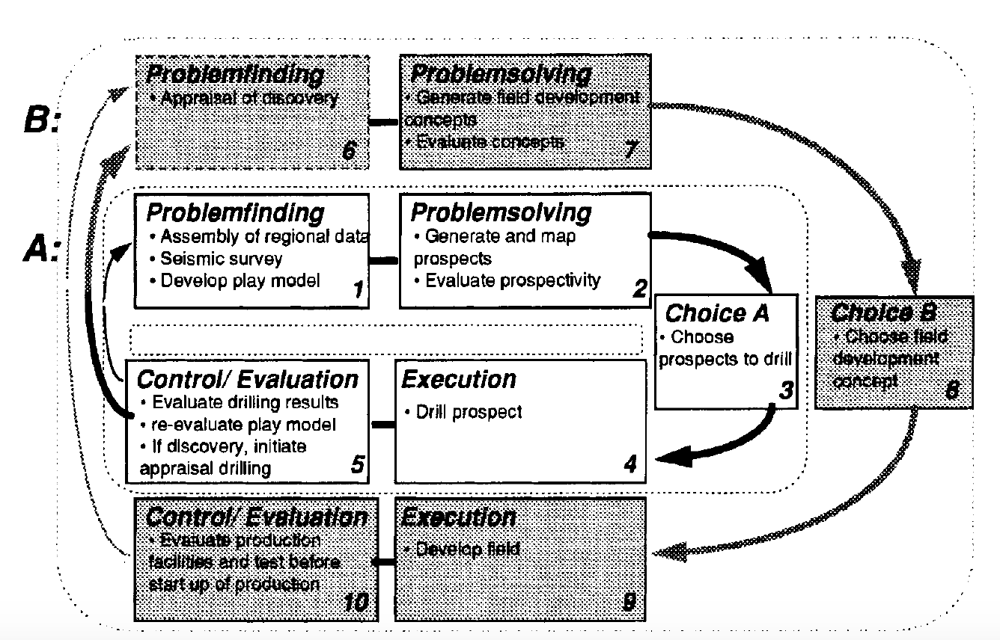 B:
Problemfinding
• Appraisal of discovery
6
Problemsolving
• Generate field development
concepts
• Evaluate concepts
7
A:
Problemfinding
• Assembly of regional data
• Seismic survey
• Develop play model
1
Problemsolving
• Generate and map
prospects
• Evaluate prospectivity
2
Choice A
• Choose
prospects to drill
3
Choice B
• Choose field
development
concept
8
Control/ Evaluation
• Evaluate drilling results
• re-evaluate play model
• If discovery, initiate
appraisal drilling
5
Execution
• Drill prospect
4
Control/ Evaluation
• Evaluate production
facilities and test before
start up of production
10
Execution
• Develop field
9